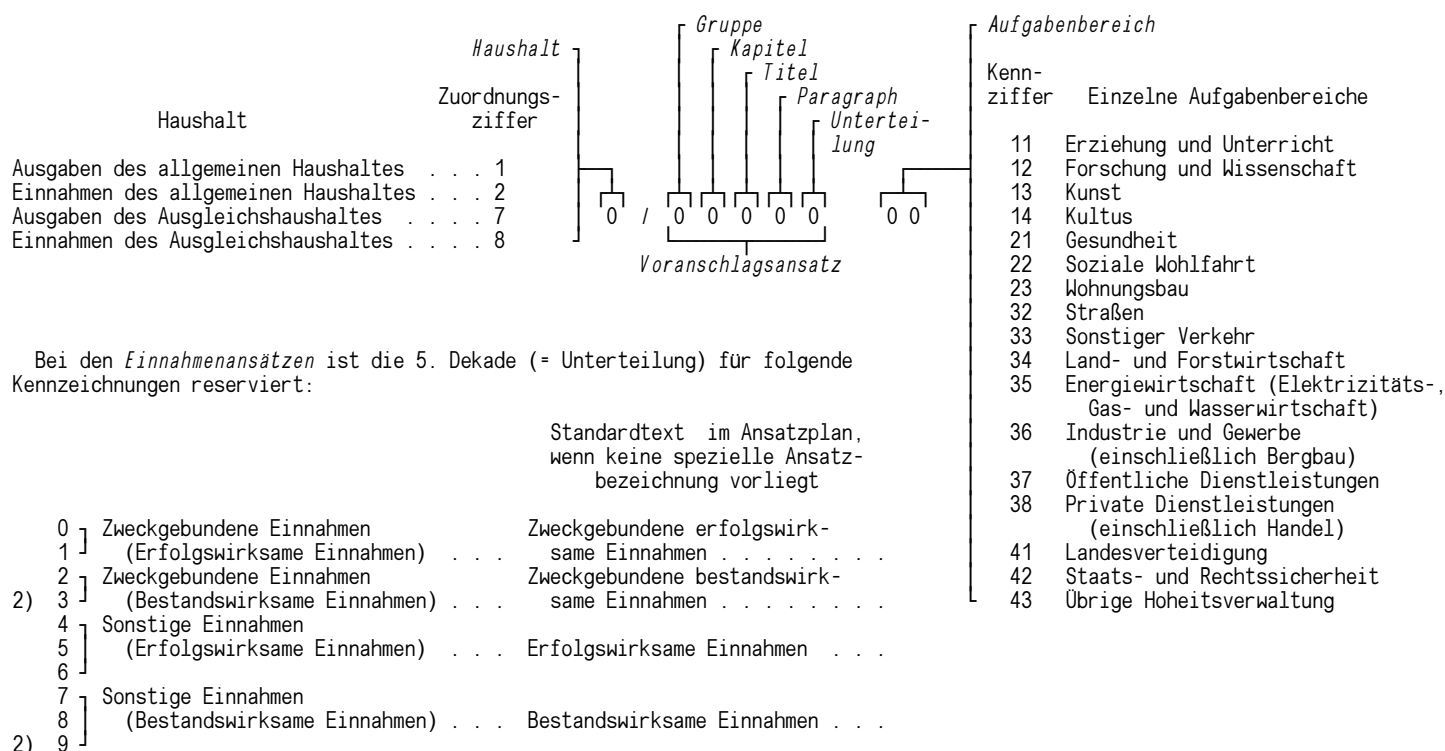 Gruppe
Haushalt
Kapitel
Titel
Paragraph
Untertei-
lung
Haushalt
Zuordnungs-
ziffer
Ausgaben des allgemeinen Haushaltes . . . 1
Einnahmen des allgemeinen Haushaltes . . . 2
Ausgaben des Ausgleichshaushaltes . . . . 7
Einnahmen des Ausgleichshaushaltes . . . . 8
0 / 0 0 0 0 0 0 0
Voranschlagsansatz
Aufgabenbereich
Kenn-
ziffer Einzelne Aufgabenbereiche
11 Erziehung und Unterricht
12 Forschung und Wissenschaft
13 Kunst
14 Kultus
21 Gesundheit
22 Soziale Wohlfahrt
23 Wohnungsbau
32 Straßen
33 Sonstiger Verkehr
34 Land- und Forstwirtschaft
35 Energiewirtschaft (Elektrizitäts-,
Gas- und Wasserwirtschaft)
36 Industrie und Gewerbe
(einschließlich Bergbau)
37 Öffentliche Dienstleistungen
38 Private Dienstleistungen
(einschließlich Handel)
41 Landesverteidigung
42 Staats- und Rechtssicherheit
43 Übrige Hoheitsverwaltung
Bei den Einnahmenansätzen ist die 5. Dekade (= Unterteilung) für folgende
Kennzeichnungen reserviert:
Standardtext im Ansatzplan,
wenn keine spezielle Ansatz-
bezeichnung vorliegt
0 Zweckgebundene Einnahmen Zweckgebundene erfolgswirk-
1 (Erfolgswirksame Einnahmen) . . . same Einnahmen . . . . . . . .
2 Zweckgebundene Einnahmen Zweckgebundene bestandswirk-
2) 3 (Bestandswirksame Einnahmen) . . . same Einnahmen . . . . . . . .
4 Sonstige Einnahmen
5 (Erfolgswirksame Einnahmen) . . . Erfolgswirksame Einnahmen . . .
6
7 Sonstige Einnahmen
8 (Bestandswirksame Einnahmen) . . . Bestandswirksame Einnahmen . . .
2) 9